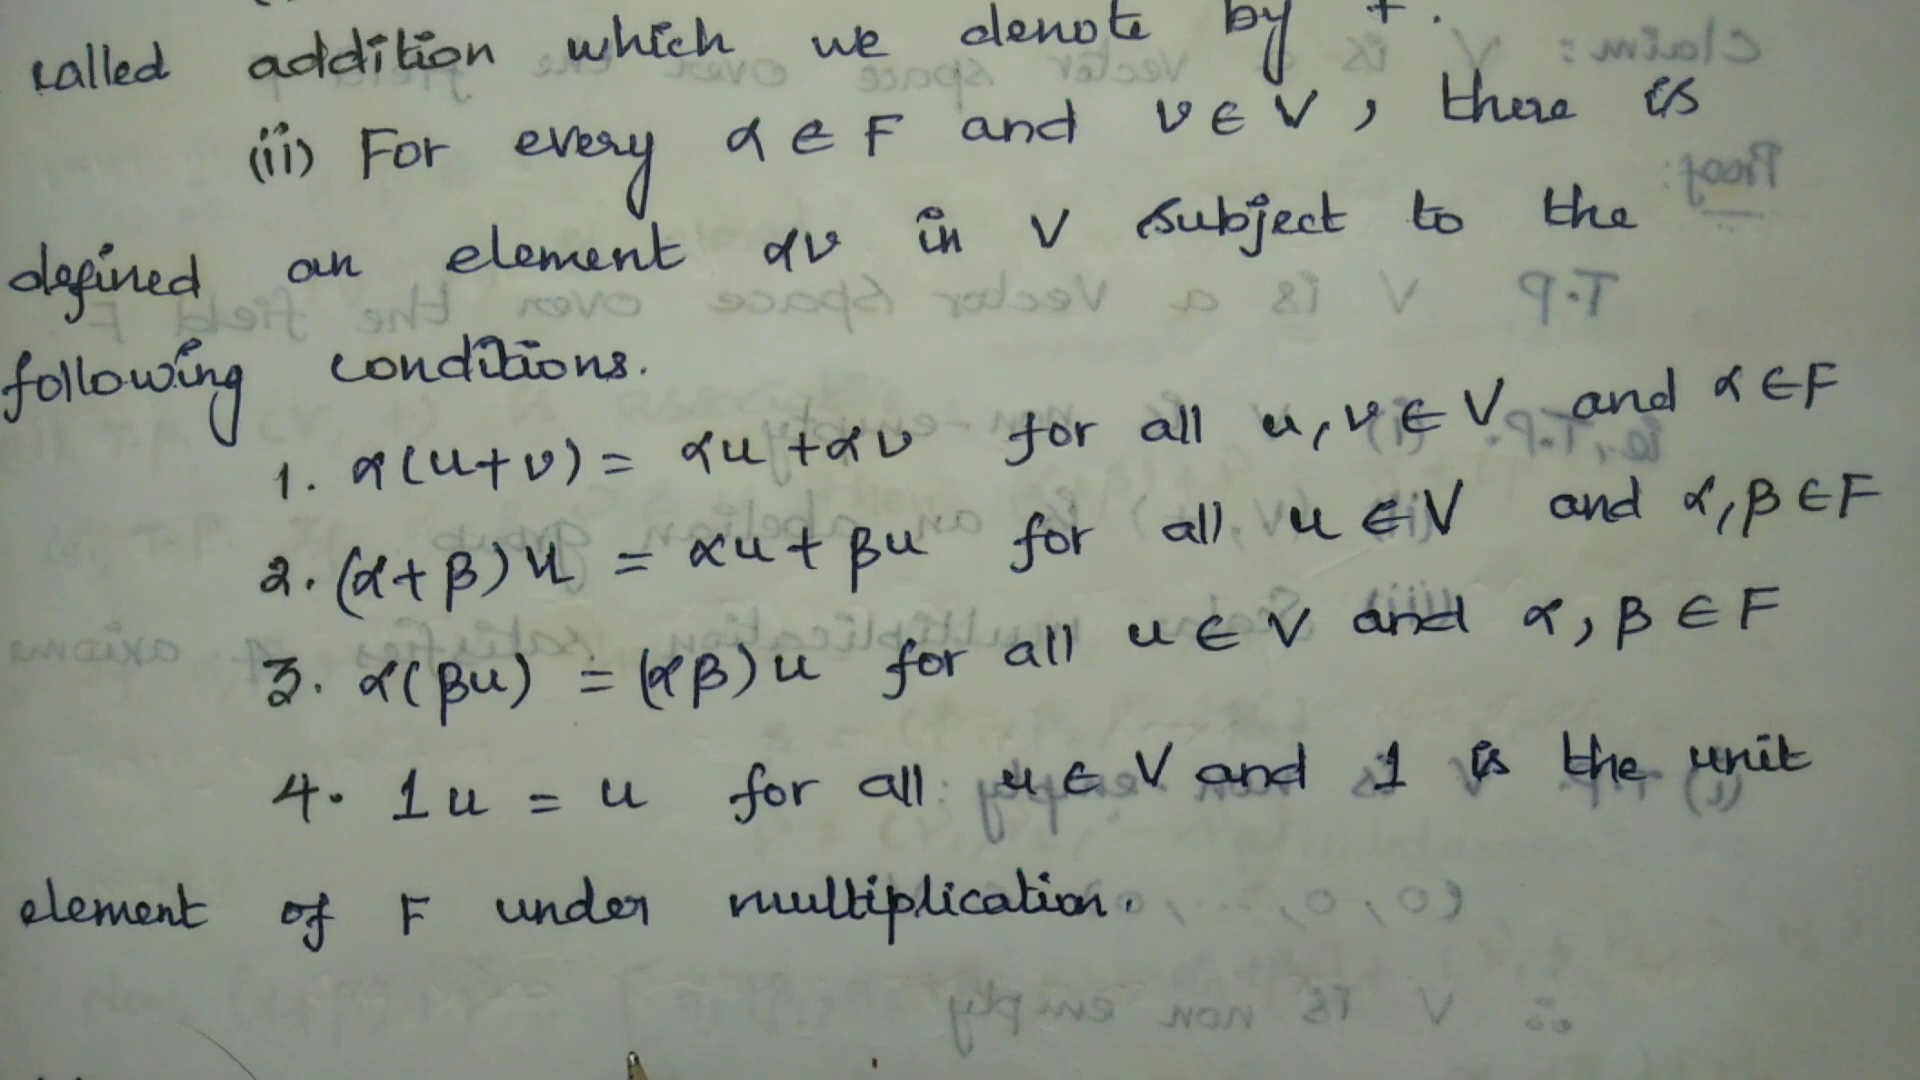 called addition which we denote by +.
(ii) For every α ∈ F and v ∈ V, there is
defined an element αv in V subject to the
following conditions.
1. α(u+v) = αu + αv for all u, v ∈ V and α ∈ F
2. (α+β)u = αu + βu for all u ∈ V and α, β ∈ F
3. α(βu) = (αβ)u for all u ∈ V and α, β ∈ F
4. 1u = u for all u ∈ V and 1 is the unit
element of F under multiplication.